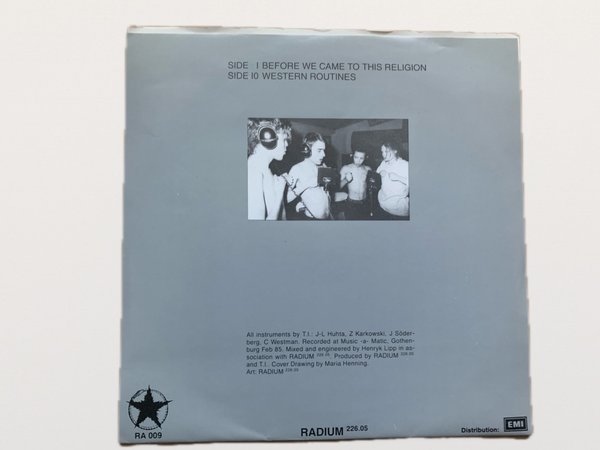 SIDE I BEFORE WE CAME TO THIS RELIGION
SIDE I0 WESTERN ROUTINES
All instruments by T.I.: J-L Huhta, Z Karkowski, J Söder-
berg, C Westman. Recorded at Music -a- Matic, Gothen-
burg Feb 85. Mixed and engineered by Henryk Lipp in as-
sociation with RADIUM 226.05. Produced by RADIUM 226.05
and T.I.. Cover Drawing by Maria Henning.
Art: RADIUM 226.05
RA 009
RADIUM 226.05
Distribution: EMI